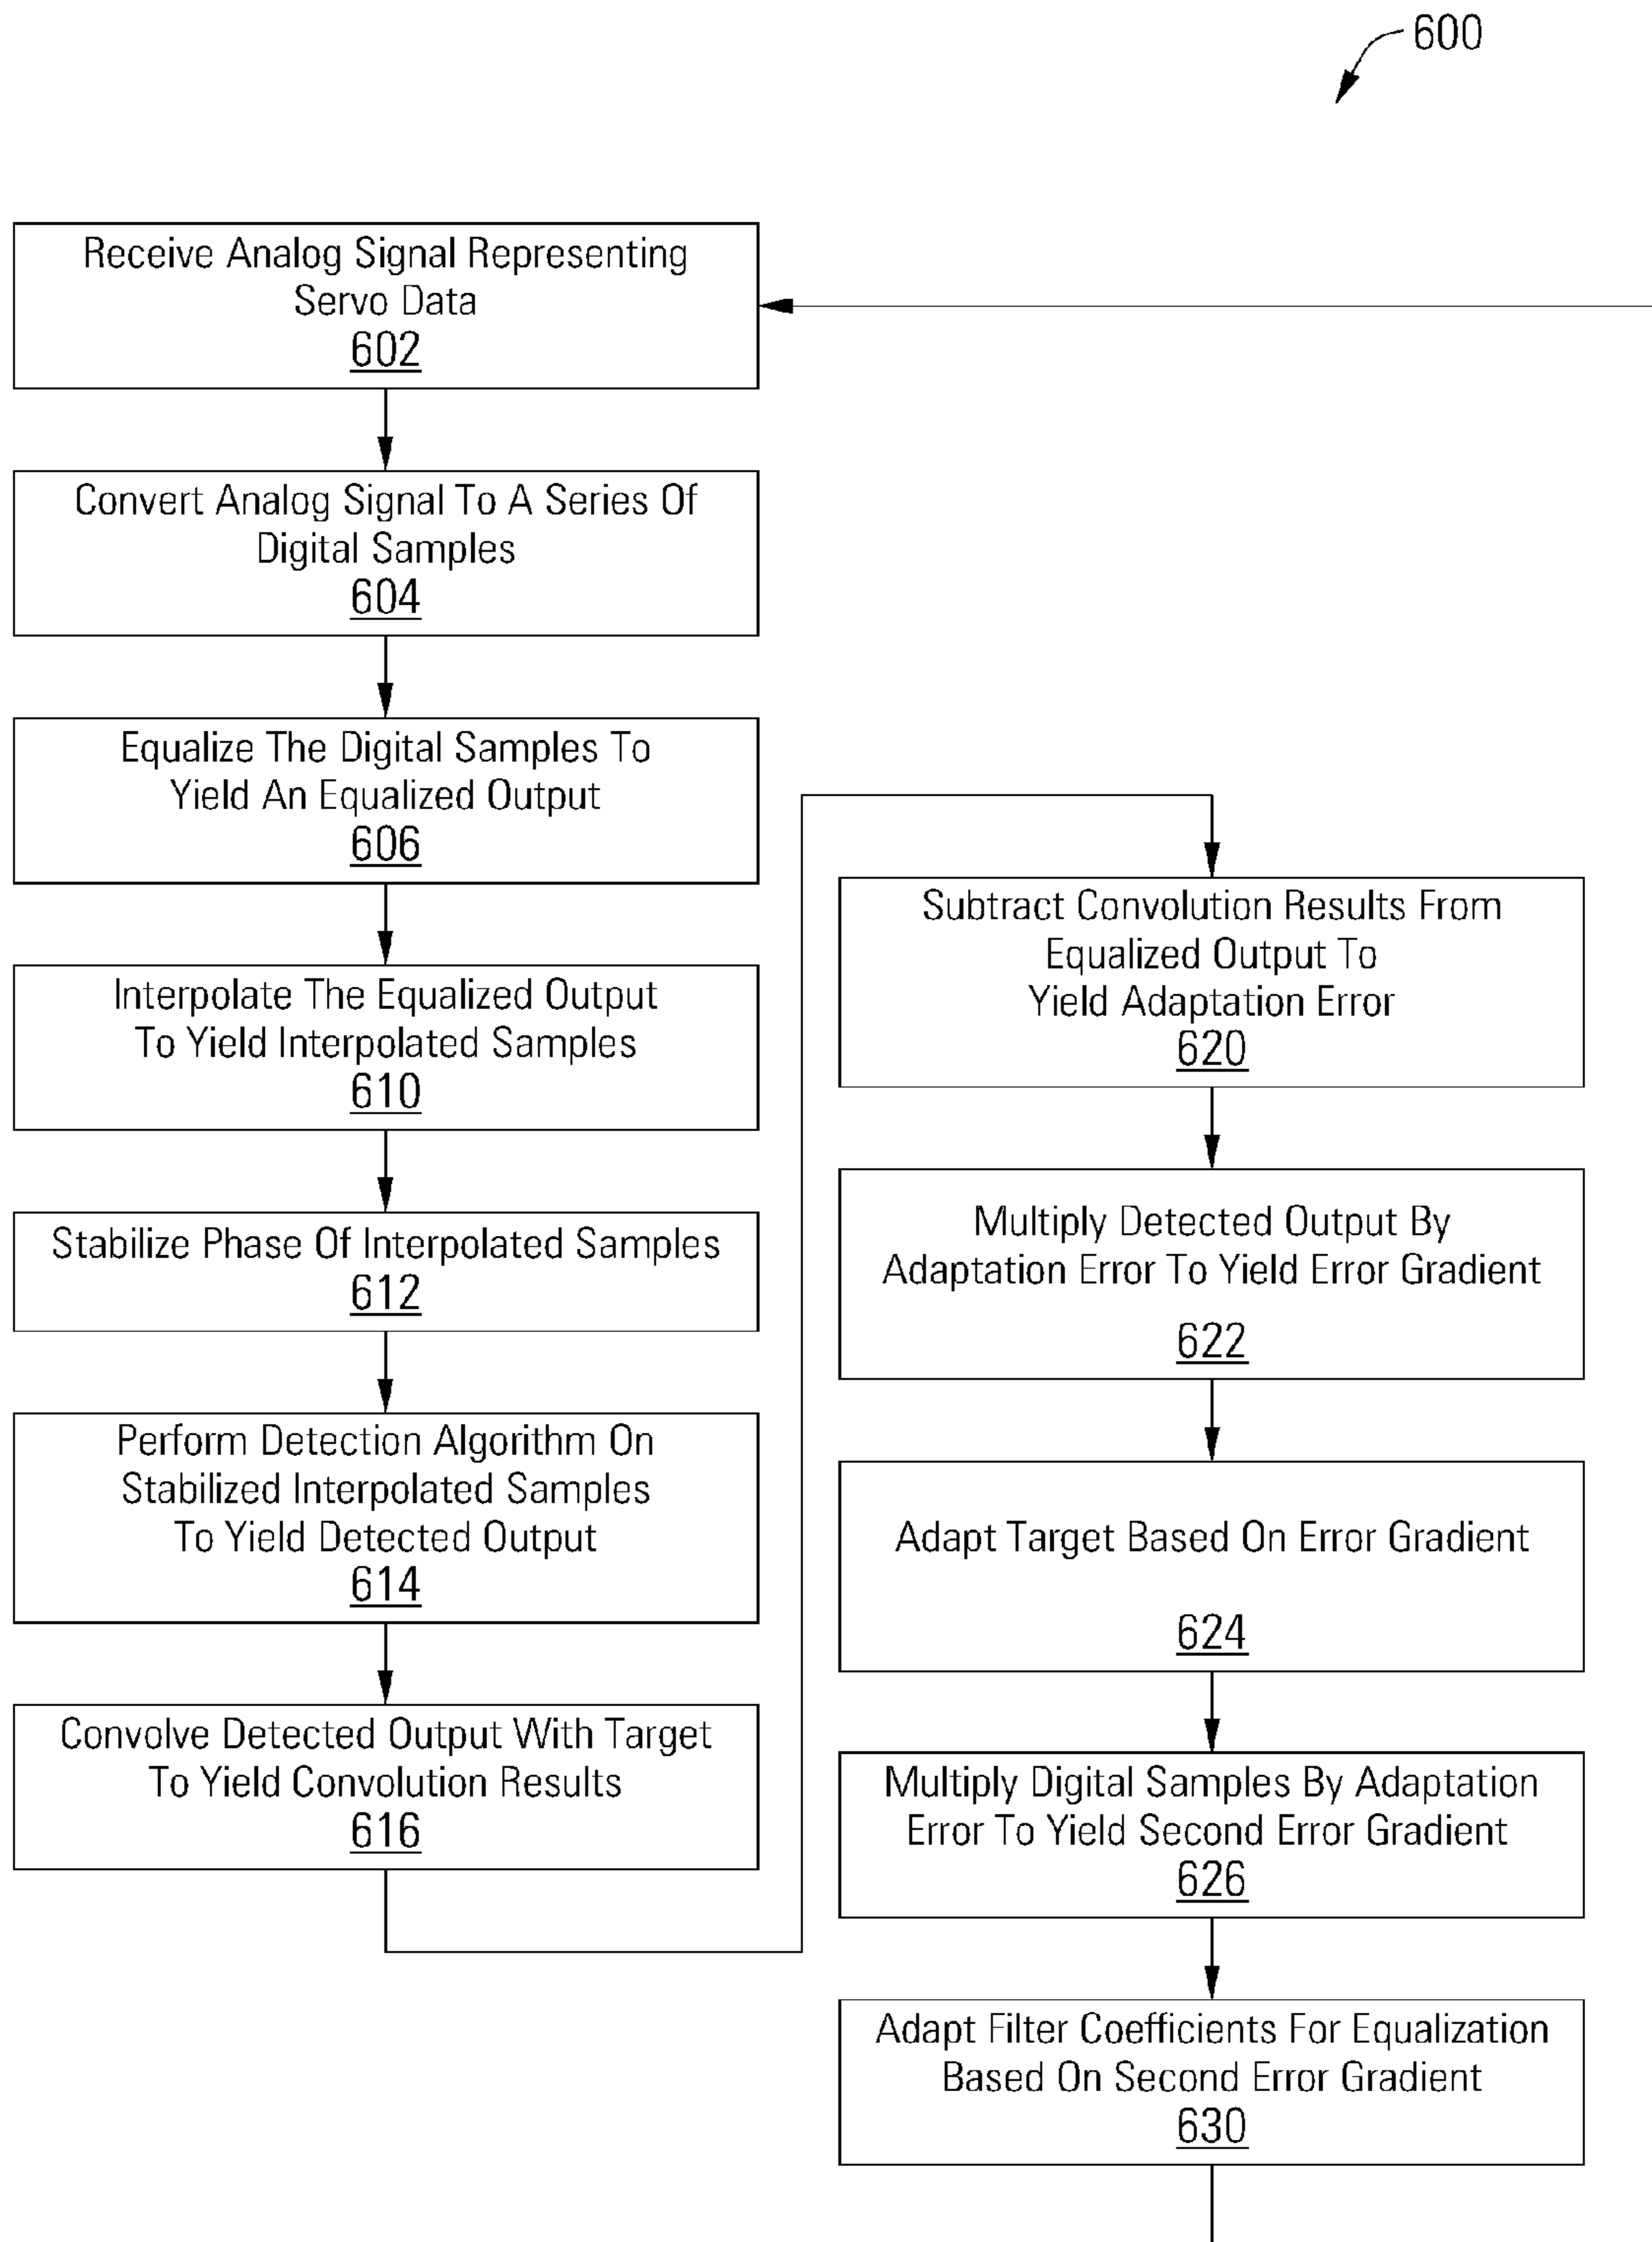 600
Receive Analog Signal Representing
Servo Data
602
Convert Analog Signal To A Series Of
Digital Samples
604
Equalize The Digital Samples To
Yield An Equalized Output
606
Interpolate The Equalized Output
To Yield Interpolated Samples
610
Stabilize Phase Of Interpolated Samples
612
Perform Detection Algorithm On
Stabilized Interpolated Samples
To Yield Detected Output
614
Convolve Detected Output With Target
To Yield Convolution Results
616
Subtract Convolution Results From
Equalized Output To
Yield Adaptation Error
620
Multiply Detected Output By
Adaptation Error To Yield Error Gradient
622
Adapt Target Based On Error Gradient
624
Multiply Digital Samples By Adaptation
Error To Yield Second Error Gradient
626
Adapt Filter Coefficients For Equalization
Based On Second Error Gradient
630